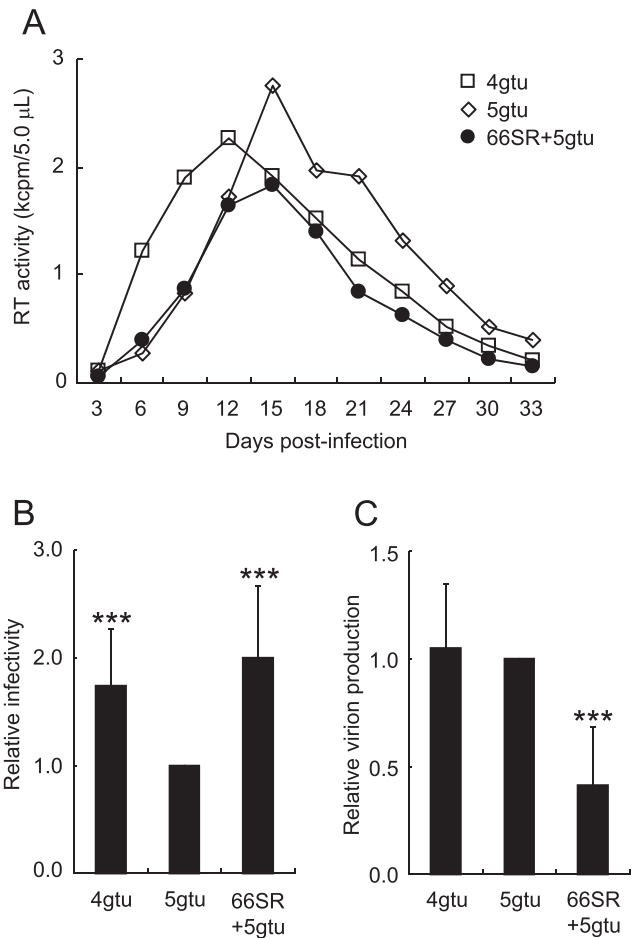 A
3
2
1
0
RT activity (kcpm/5.0 µL)
4gtu
5gtu
66SR+5gtu
3 6 9 12 15 18 21 24 27 30 33
Days post-infection
B
3.0
2.0
1.0
0.0
Relative infectivity
***
***
4gtu 5gtu 66SR
+5gtu
C
1.5
1.0
0.5
0.0
Relative virion production
***
4gtu 5gtu 66SR
+5gtu